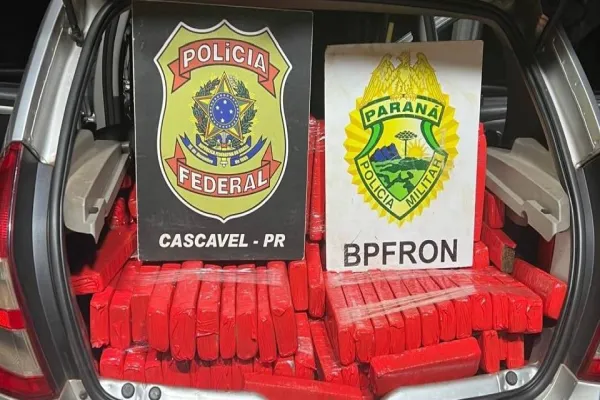 POLÍCIA
FEDERAL
CASCAVEL - PR
PARANÁ
POLÍCIA MILITAR
BPFRON